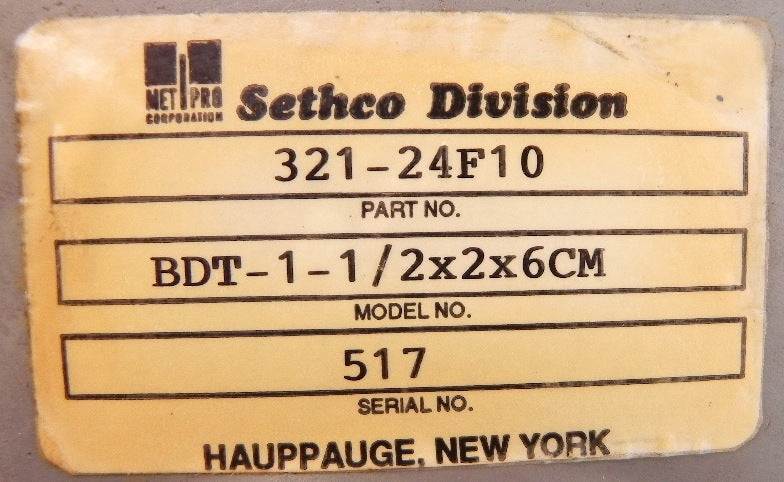 MET PRO
CORPORATION
Sethco Division
321-24F10
PART NO.
BDT-1-1/2x2x6CM
MODEL NO.
517
SERIAL NO.
HAUPPAUGE, NEW YORK